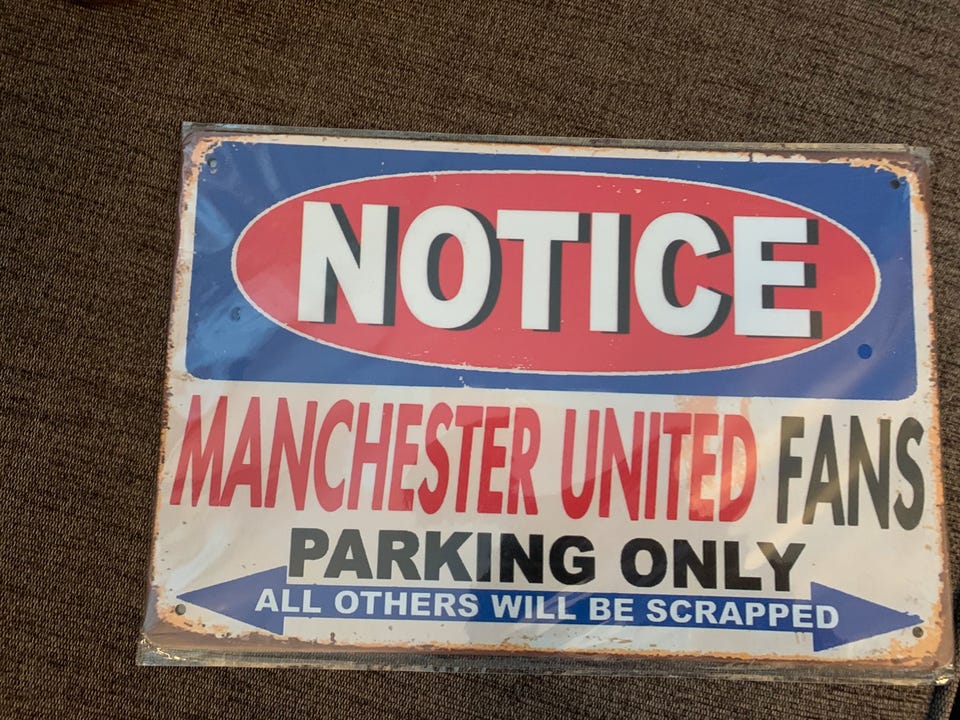 NOTICE
MANCHESTER UNITED FANS
PARKING ONLY
ALL OTHERS WILL BE SCRAPPED